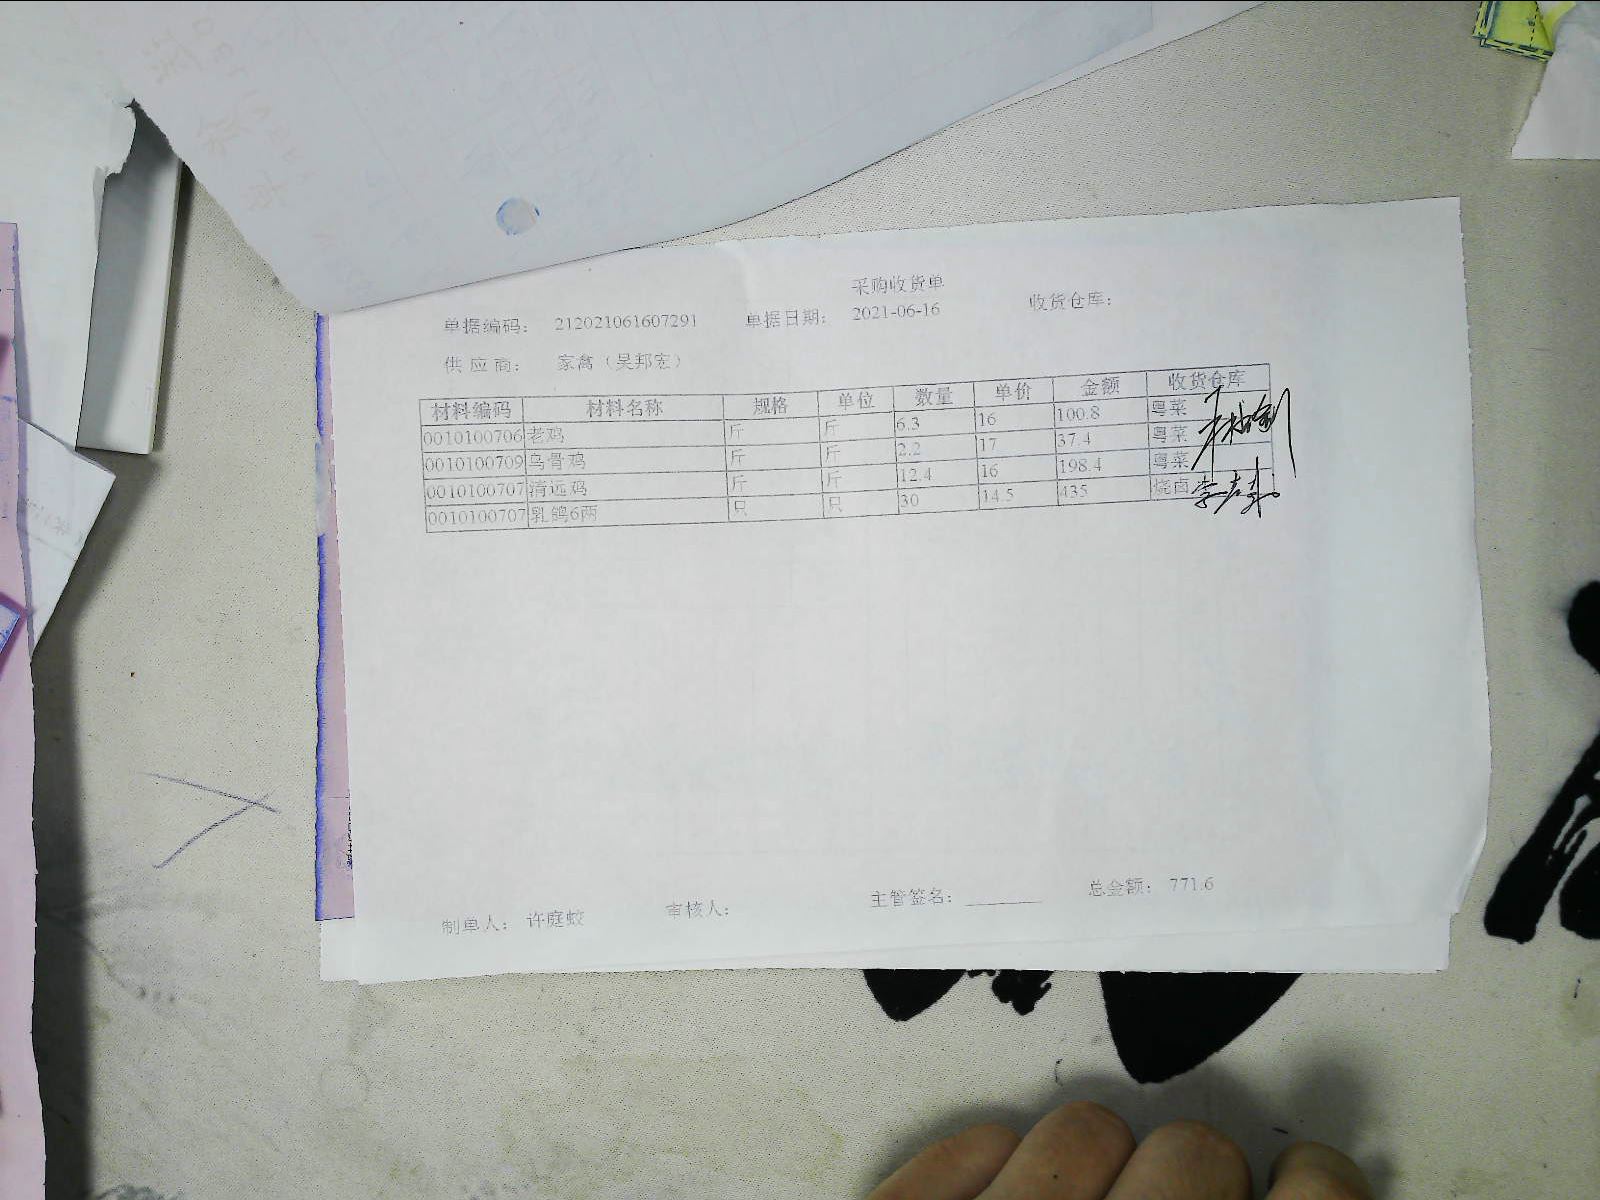 采购收货单
单据编码： 212021061607291 单据日期： 2021-06-16 收货仓库：
供 应 商： 家禽（吴邦宏）
材料编码 材料名称 规格 单位 数量 单价 金额 收货仓库
0010100706 老鸡 斤 斤 6.3 16 100.8 粤菜
0010100709 乌骨鸡 斤 斤 2.2 17 37.4 粤菜
0010100707 清远鸡 斤 斤 12.4 16 198.4 粤菜
0010100707 乳鸽6两 只 只 30 14.5 435 烧卤
制单人： 许庭蛟 审核人： 主管签名： 总金额： 771.6